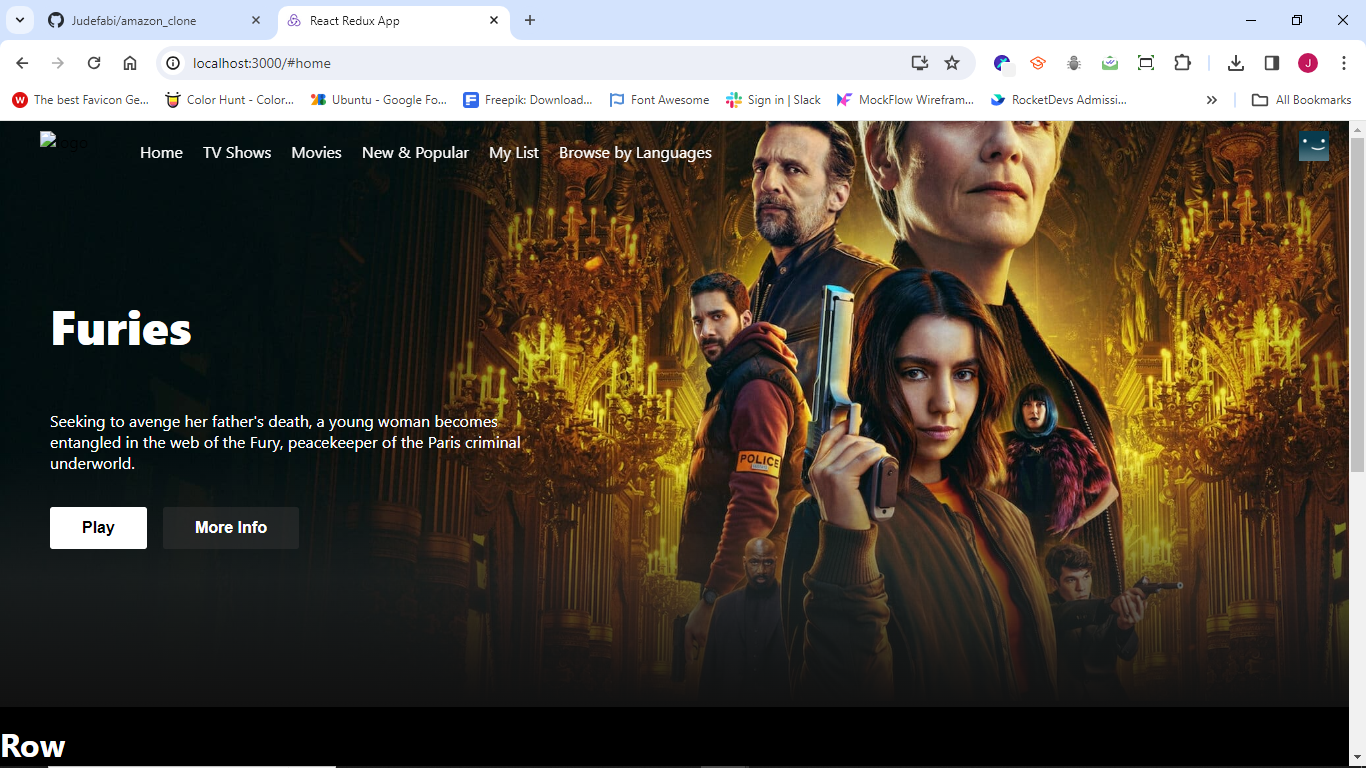 Judefabi/amazon_clone
React Redux App
localhost:3000/#home
J
The best Favicon Ge...
Color Hunt - Color...
Ubuntu - Google Fo...
Freepik: Download...
Font Awesome
Sign in | Slack
MockFlow Wirefram...
RocketDevs Admissi...
All Bookmarks
logo
Home
TV Shows
Movies
New & Popular
My List
Browse by Languages
Furies
Seeking to avenge her father's death, a young woman becomes
entangled in the web of the Fury, peacekeeper of the Paris criminal
underworld.
POLICE
Play
More Info
Row